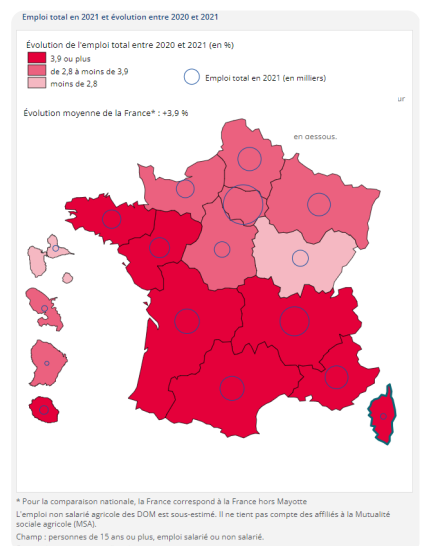 Emploi total en 2021 et évolution entre 2020 et 2021
Évolution de l'emploi total entre 2020 et 2021 (en %)
3,9 ou plus
de 2,8 à moins de 3,9
moins de 2,8
Emploi total en 2021 (en milliers)
ur
Évolution moyenne de la France* : +3,9 %
en dessous.
* Pour la comparaison nationale, la France correspond à la France hors Mayotte
L'emploi non salarié agricole des DOM est sous-estimé. Il ne tient pas compte des affiliés à la Mutualité
sociale agricole (MSA).
Champ : personnes de 15 ans ou plus, emploi salarié ou non salarié.